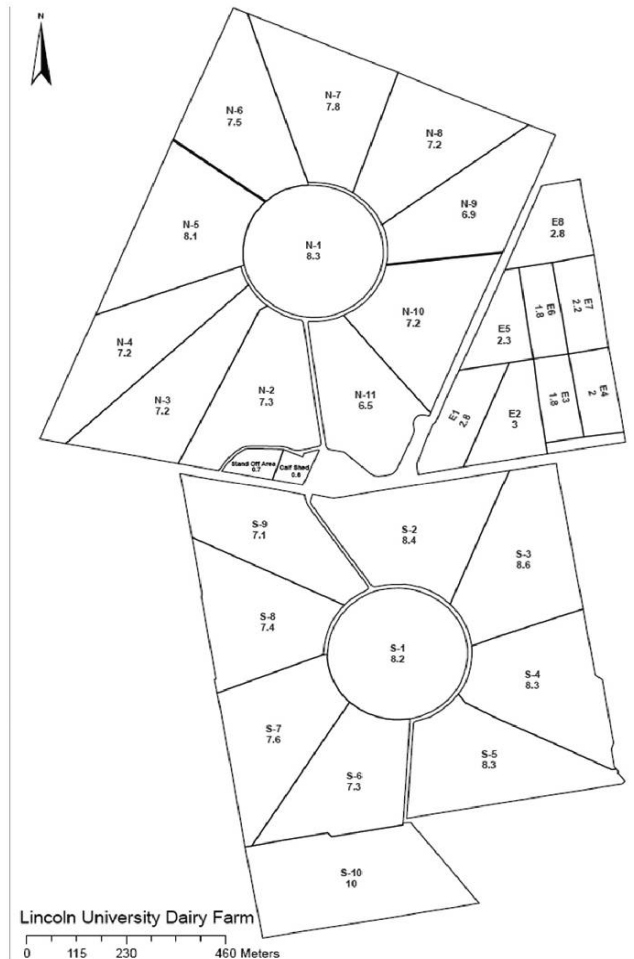 N
N-7
7.8
N-6
7.5
N-8
7.2
N-9
6.9
N-5
8.1
N-1
8.3
E8
2.8
E7
2.2
E6
1.8
N-10
7.2
E5
2.3
N-4
7.2
N-3
7.2
N-2
7.3
N-11
6.5
E1
2.8
E2
3
E3
1.8
E4
2
Stand Off Area
0.7
Calf Shed
0.6
S-9
7.1
S-2
8.4
S-3
8.6
S-8
7.4
S-1
8.2
S-4
8.3
S-7
7.6
S-6
7.3
S-5
8.3
S-10
10
Lincoln University Dairy Farm
0 115 230 460 Meters